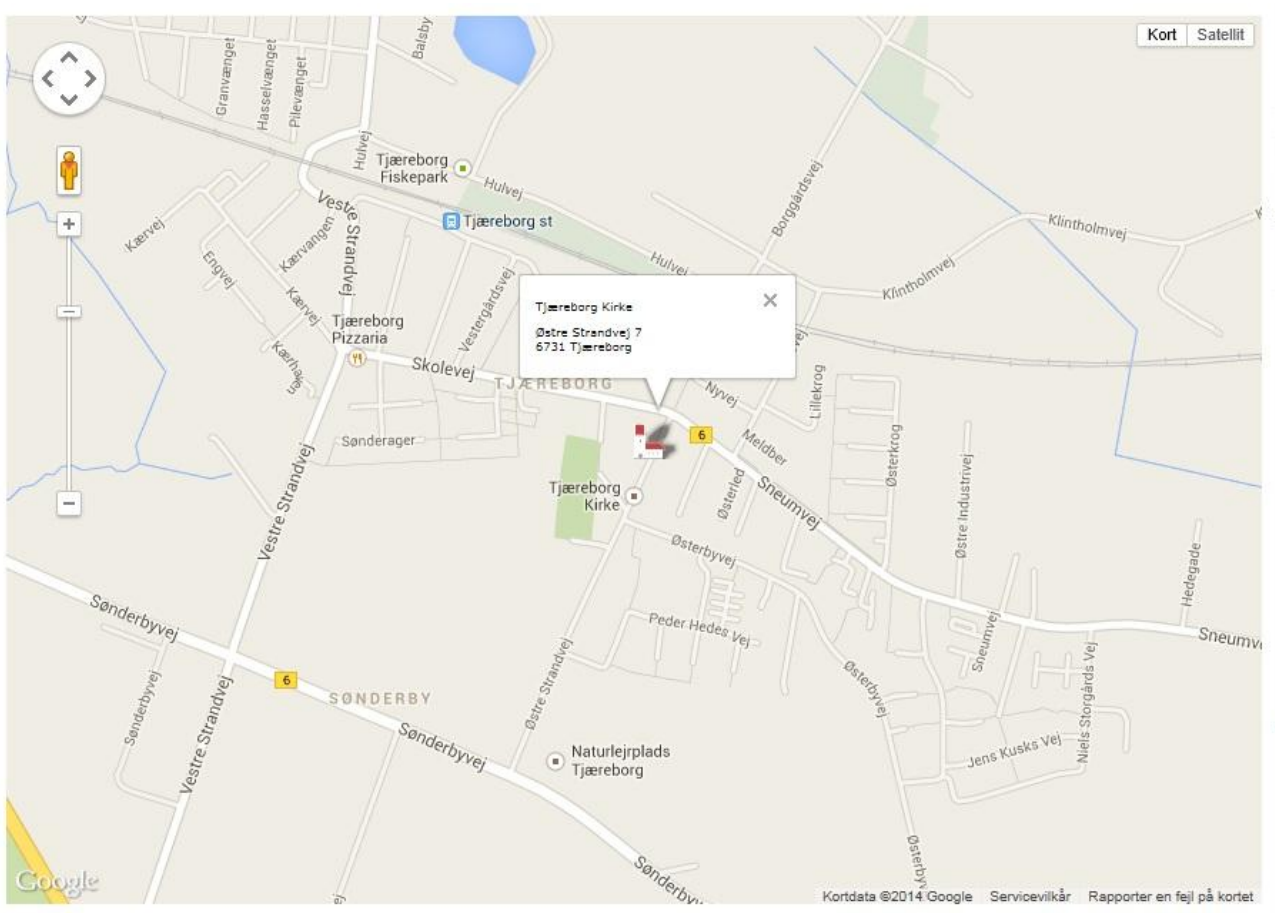 Kort Satellit
Granvænget
Hasselvænget
Pilevænget
Balsby
Hulvej
Tjæreborg
Fiskepark
Hulvej
Vestre Strandvej
Tjæreborg st
Borggårdsvej
Klintholmvej
Kærvej
Kærvangen
Engvej
Kærvej
Hulvej
Klintholmvej
Vestergårdsvej
Tjæreborg Kirke
Østre Strandvej 7
6731 Tjæreborg
Tjæreborg
Pizzaria
Kærhaven
Skolevej
TJÆREBORG
Nyvej
Lillekrog
Sønderager
6
Meldber
Østerkrog
Østre Industrivej
Vestre Strandvej
Tjæreborg
Kirke
Østerled
Sneumvej
Østerbyvej
Hedegade
Sønderbyvej
Peder Hedes Vej
Sneumvej
Sneumv
6
SØNDERBY
Østre Strandvej
Østerbyvej
Niels Storgårds Vej
Sønderbyvej
Vestre Strandvej
Sønderbyvej
Naturlejrplads
Tjæreborg
Jens Kusks Vej
Østerbyv
Sønderbyv
Google
Kortdata ©2014 Google Servicevilkår Rapporter en fejl på kortet